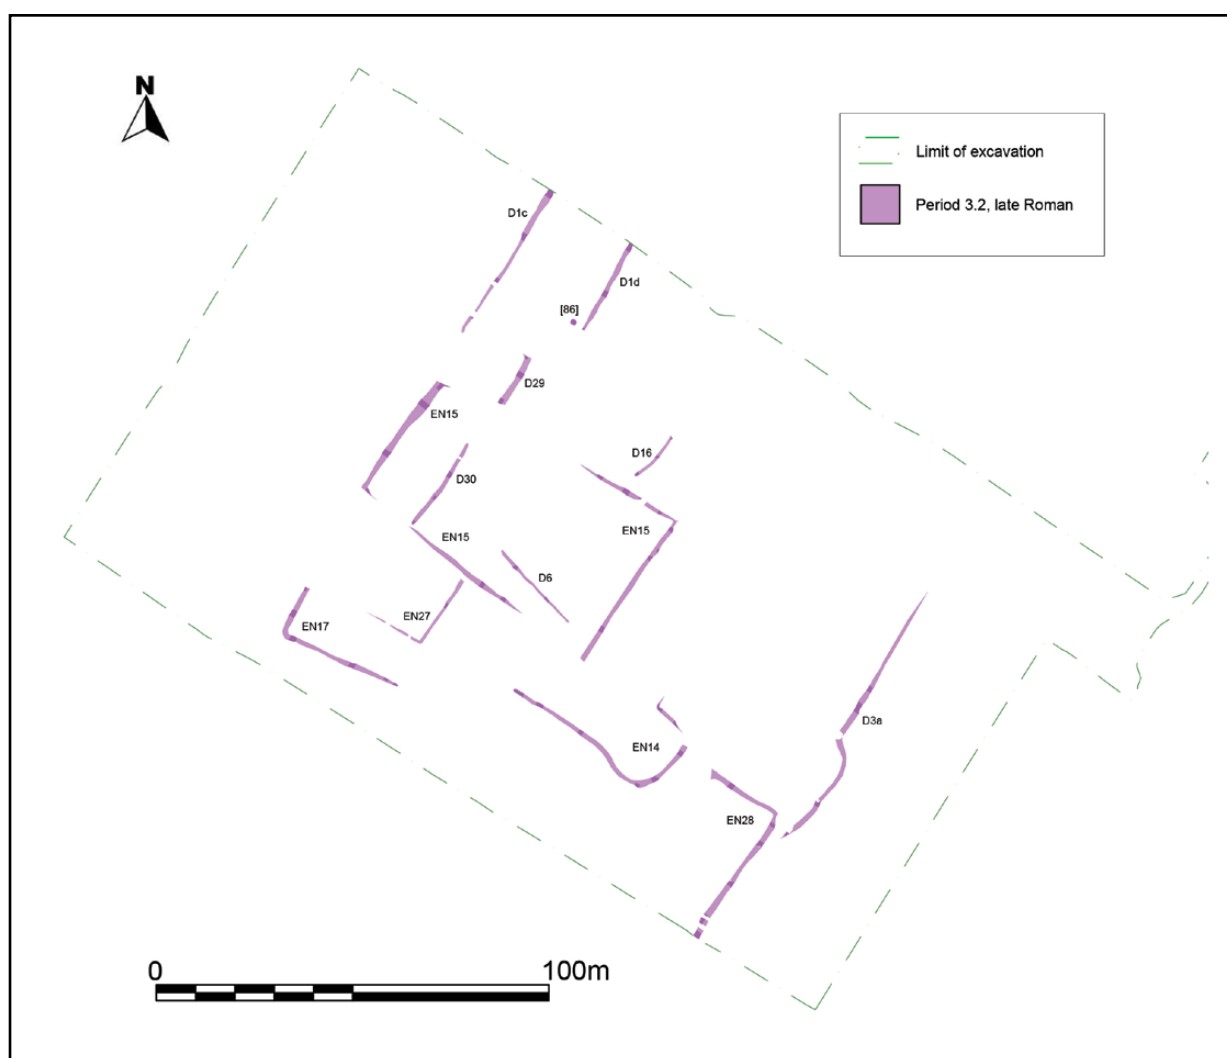 N
Limit of excavation
Period 3.2, late Roman
D1c
D1d
[86]
D29
EN15
D16
D30
EN15
EN15
D6
EN27
EN17
D3a
EN14
EN28
0 100m